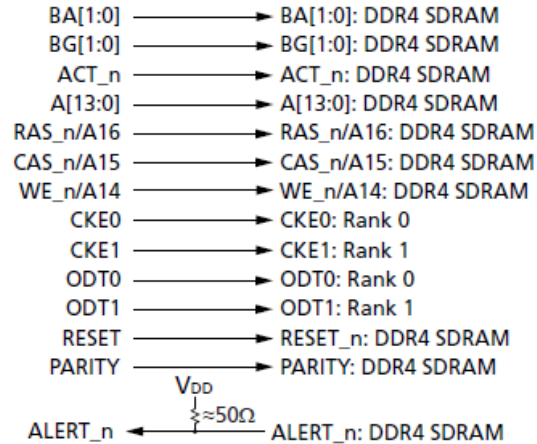 BA[1:0] BA[1:0]: DDR4 SDRAM
BG[1:0] BG[1:0]: DDR4 SDRAM
ACT_n ACT_n: DDR4 SDRAM
A[13:0] A[13:0]: DDR4 SDRAM
RAS_n/A16 RAS_n/A16: DDR4 SDRAM
CAS_n/A15 CAS_n/A15: DDR4 SDRAM
WE_n/A14 WE_n/A14: DDR4 SDRAM
CKE0 CKE0: Rank 0
CKE1 CKE1: Rank 1
ODT0 ODT0: Rank 0
ODT1 ODT1: Rank 1
RESET RESET_n: DDR4 SDRAM
PARITY PARITY: DDR4 SDRAM
VDD
≈50Ω
ALERT_n ALERT_n: DDR4 SDRAM